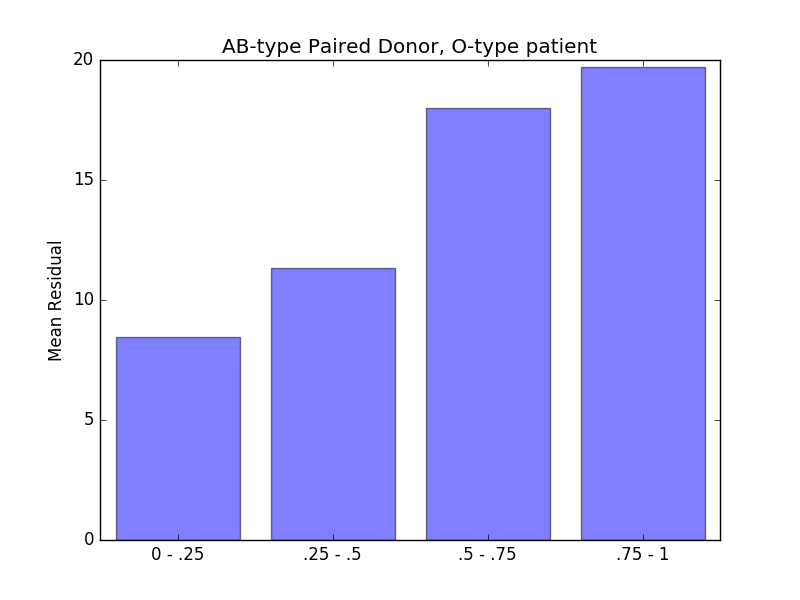 AB-type Paired Donor, O-type patient
20
15
10
5
0
Mean Residual
0 - .25
.25 - .5
.5 - .75
.75 - 1